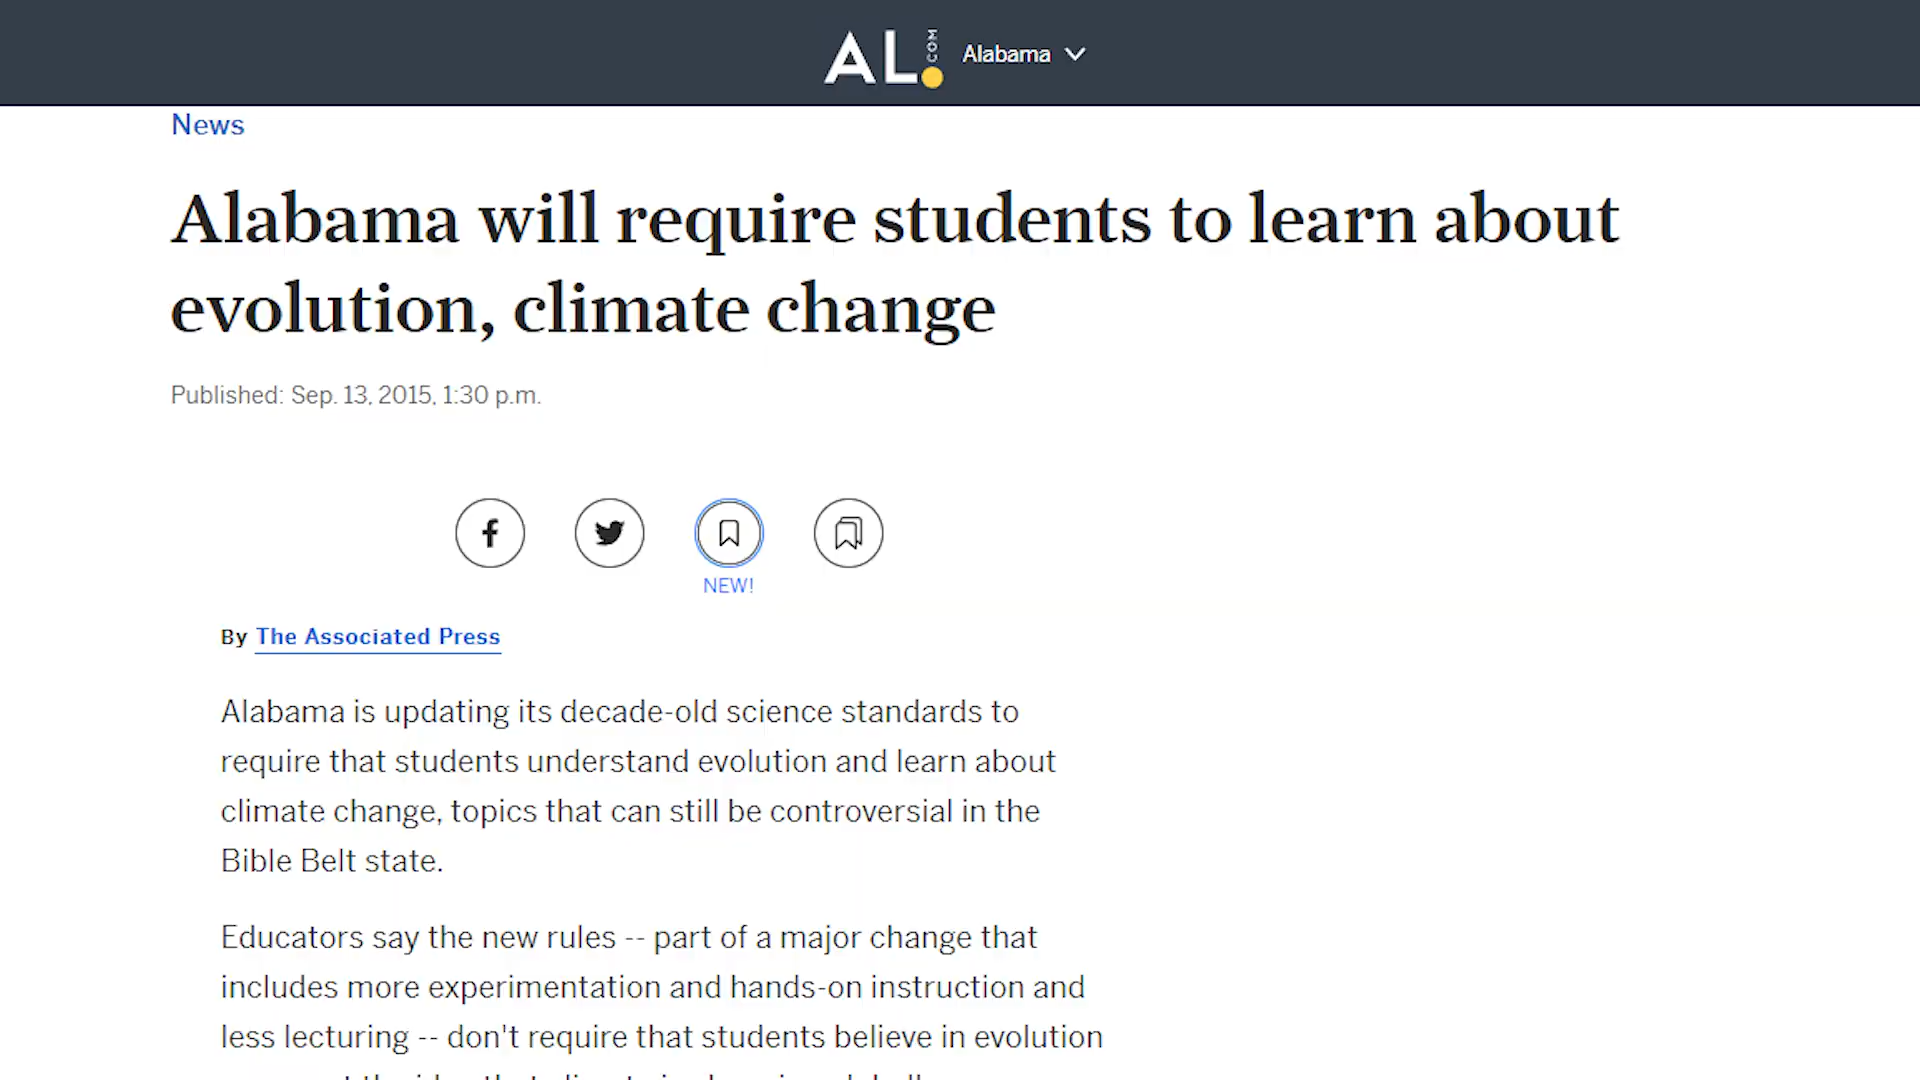 AL.COM
Alabama
News
Alabama will require students to learn about
evolution, climate change
Published: Sep. 13, 2015, 1:30 p.m.
NEW!
By The Associated Press
Alabama is updating its decade-old science standards to
require that students understand evolution and learn about
climate change, topics that can still be controversial in the
Bible Belt state.
Educators say the new rules -- part of a major change that
includes more experimentation and hands-on instruction and
less lecturing -- don't require that students believe in evolution